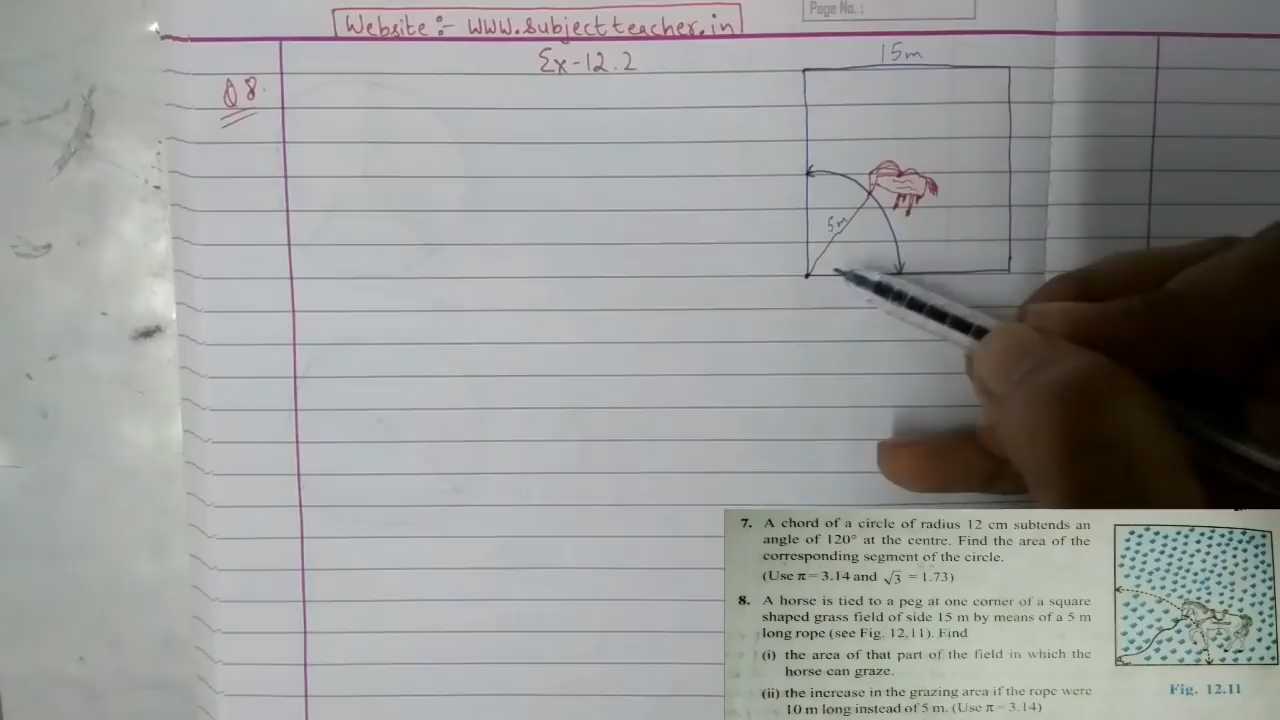 Page No. :
Website :- www.subjectteacher.in
Ex-12.2
15m
Q8.
5m
7. A chord of a circle of radius 12 cm subtends an
angle of 120° at the centre. Find the area of the
corresponding segment of the circle.
(Use π = 3.14 and √3 = 1.73)
8. A horse is tied to a peg at one corner of a square
shaped grass field of side 15 m by means of a 5 m
long rope (see Fig. 12.11). Find
(i) the area of that part of the field in which the
horse can graze.
(ii) the increase in the grazing area if the rope were
10 m long instead of 5 m. (Use π = 3.14)
Fig. 12.11